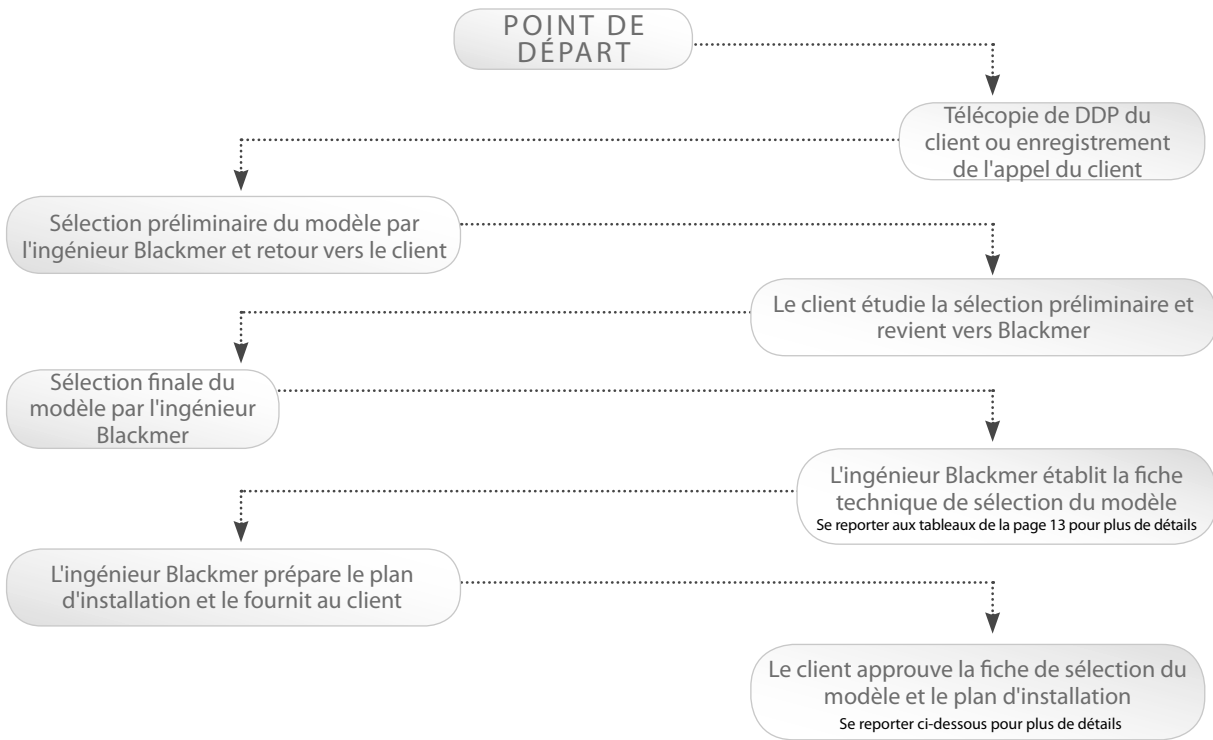 POINT DE
DÉPART
Télécopie de DDP du
client ou enregistrement
de l'appel du client
Sélection préliminaire du modèle par
l'ingénieur Blackmer et retour vers le client
Le client étudie la sélection préliminaire et
revient vers Blackmer
Sélection finale du
modèle par l'ingénieur
Blackmer
L'ingénieur Blackmer établit la fiche
technique de sélection du modèle
Se reporter aux tableaux de la page 13 pour plus de détails
L'ingénieur Blackmer prépare le plan
d'installation et le fournit au client
Le client approuve la fiche de sélection du
modèle et le plan d'installation
Se reporter ci-dessous pour plus de détails